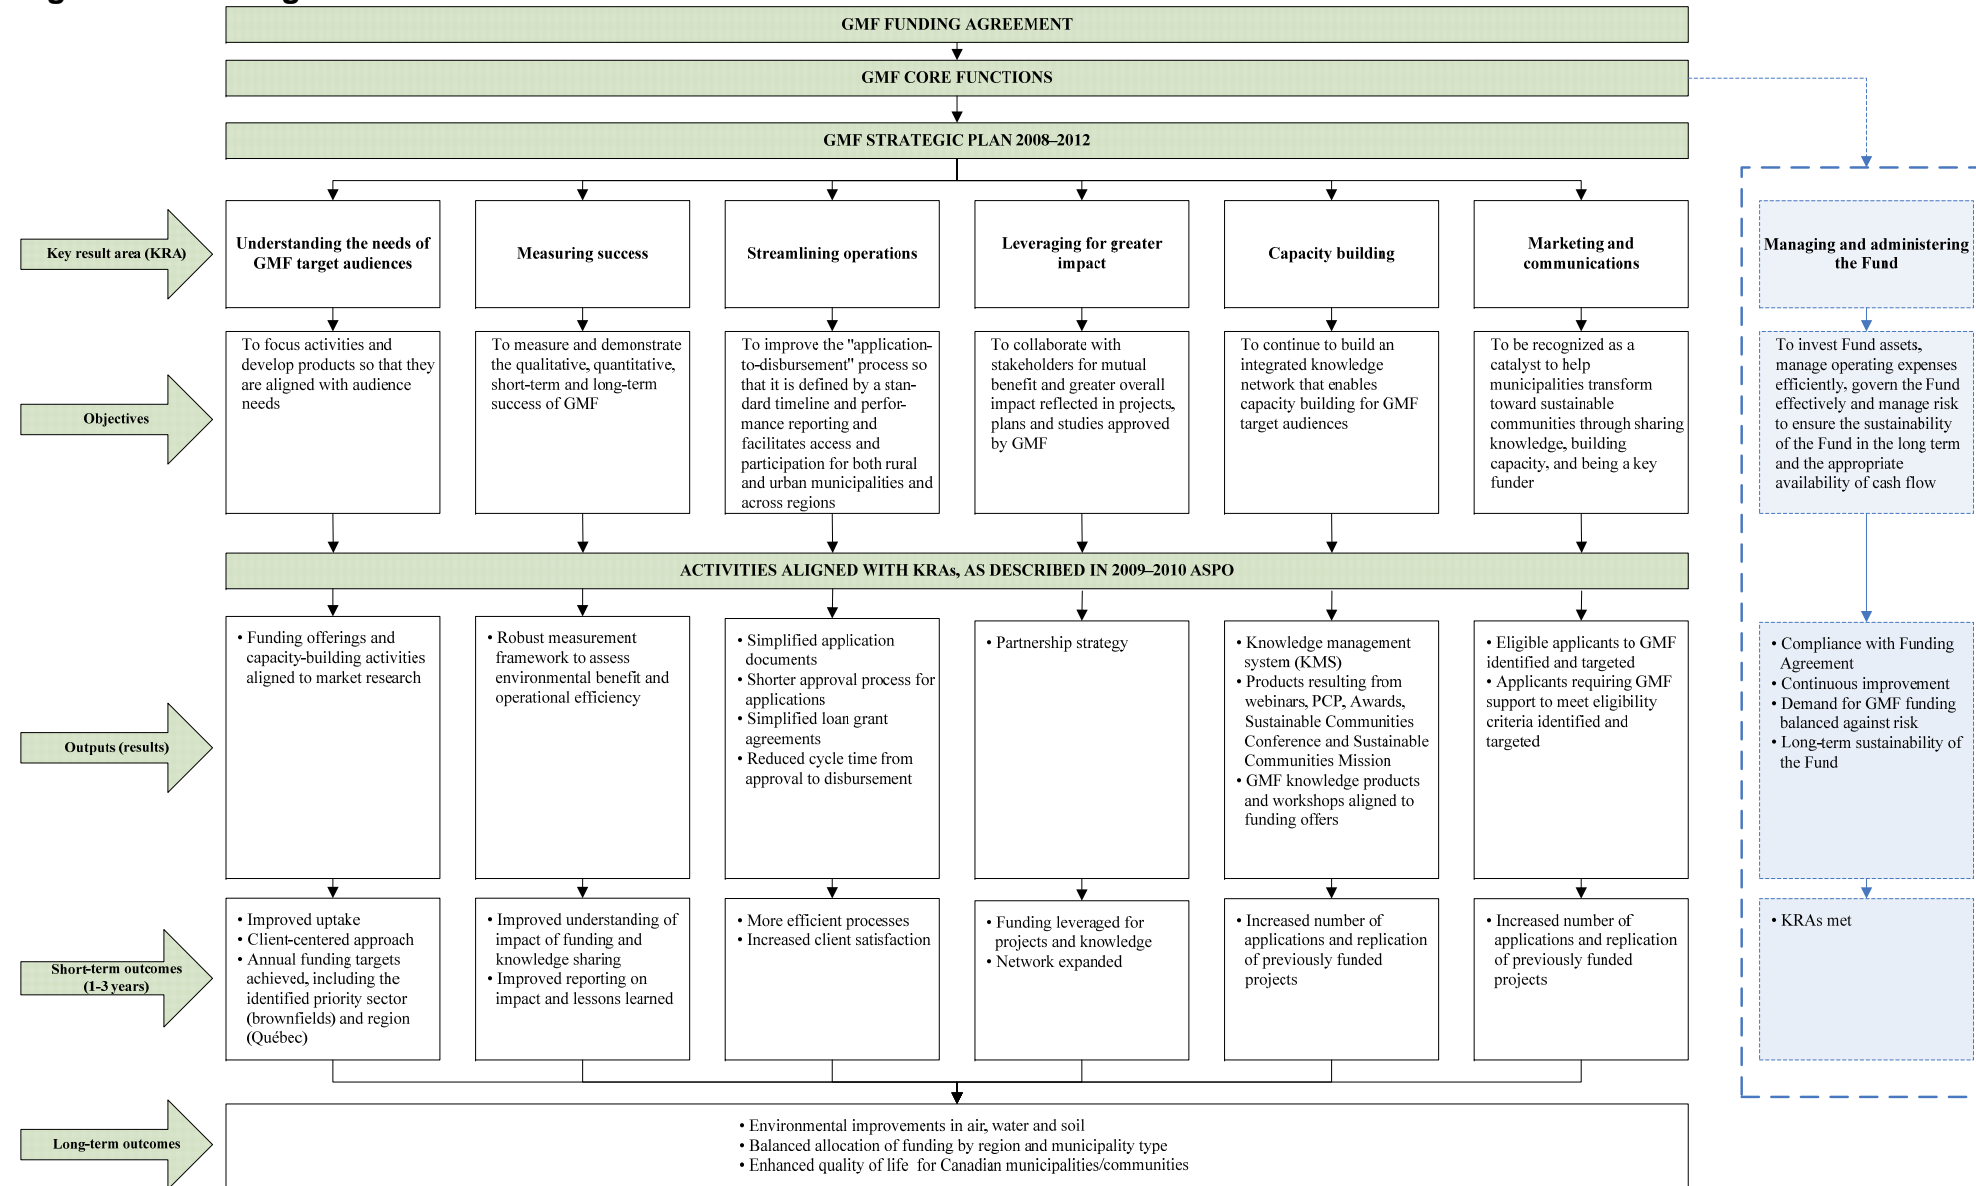 GMF FUNDING AGREEMENT
GMF CORE FUNCTIONS
GMF STRATEGIC PLAN 2008–2012
Key result area (KRA)
Understanding the needs of
GMF target audiences
Measuring success
Streamlining operations
Leveraging for greater
impact
Capacity building
Marketing and
communications
Managing and administering
the Fund
Objectives
To focus activities and
develop products so that they
are aligned with audience
needs
To measure and demonstrate
the qualitative, quantitative,
short-term and long-term
success of GMF
To improve the "application-
to-disbursement" process so
that it is defined by a stan-
dard timeline and perfor-
mance reporting and
facilitates access and
participation for both rural
and urban municipalities and
across regions
To collaborate with
stakeholders for mutual
benefit and greater overall
impact reflected in projects,
plans and studies approved
by GMF
To continue to build an
integrated knowledge
network that enables
capacity building for GMF
target audiences
To be recognized as a
catalyst to help
municipalities transform
toward sustainable
communities through sharing
knowledge, building
capacity, and being a key
funder
To invest Fund assets,
manage operating expenses
efficiently, govern the Fund
effectively and manage risk
to ensure the sustainability
of the Fund in the long term
and the appropriate
availability of cash flow
ACTIVITIES ALIGNED WITH KRAs, AS DESCRIBED IN 2009–2010 ASPO
Outputs (results)
• Funding offerings and
capacity-building activities
aligned to market research
• Robust measurement
framework to assess
environmental benefit and
operational efficiency
• Simplified application
documents
• Shorter approval process for
applications
• Simplified loan grant
agreements
• Reduced cycle time from
approval to disbursement
• Partnership strategy
• Knowledge management
system (KMS)
• Products resulting from
webinars, PCP, Awards,
Sustainable Communities
Conference and Sustainable
Communities Mission
• GMF knowledge products
and workshops aligned to
funding offers
• Eligible applicants to GMF
identified and targeted
• Applicants requiring GMF
support to meet eligibility
criteria identified and
targeted
• Compliance with Funding
Agreement
• Continuous improvement
• Demand for GMF funding
balanced against risk
• Long-term sustainability of
the Fund
Short-term outcomes
(1-3 years)
• Improved uptake
• Client-centered approach
• Annual funding targets
achieved, including the
identified priority sector
(brownfields) and region
(Québec)
• Improved understanding of
impact of funding and
knowledge sharing
• Improved reporting on
impact and lessons learned
• More efficient processes
• Increased client satisfaction
• Funding leveraged for
projects and knowledge
• Network expanded
• Increased number of
applications and replication
of previously funded
projects
• Increased number of
applications and replication
of previously funded
projects
• KRAs met
Long-term outcomes
• Environmental improvements in air, water and soil
• Balanced allocation of funding by region and municipality type
• Enhanced quality of life for Canadian municipalities/communities